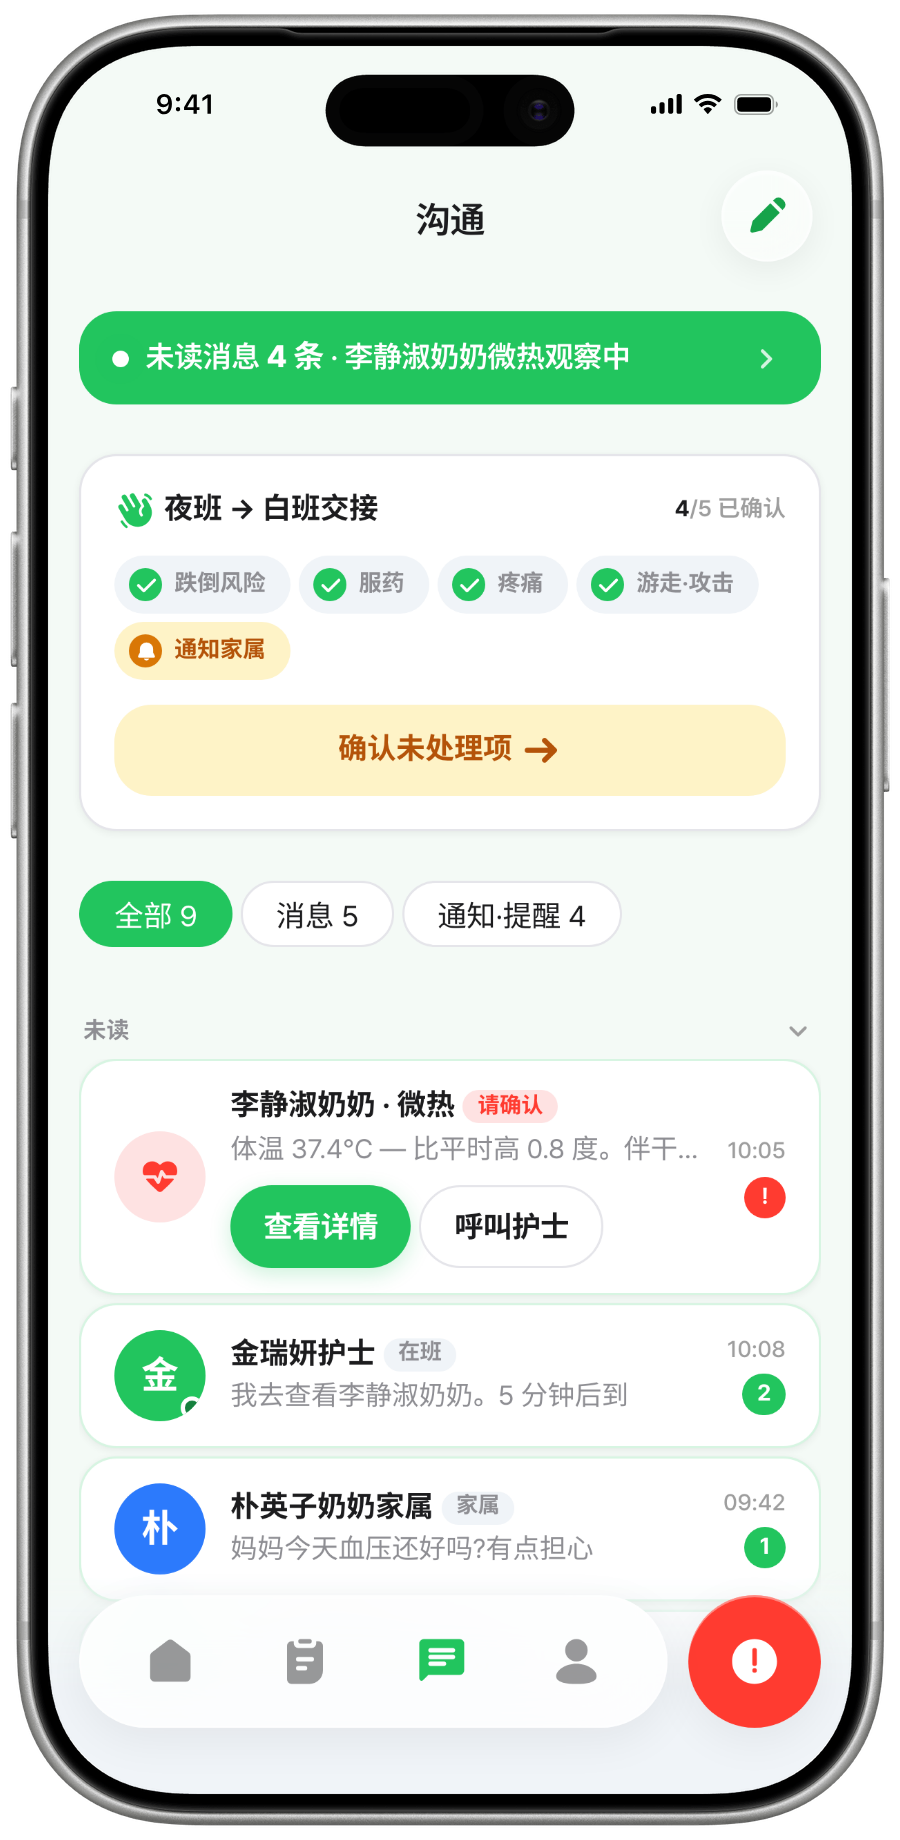 9:41
沟通
未读消息 4 条 · 李静淑奶奶微热观察中
夜班 → 白班交接
4/5 已确认
跌倒风险 服药 疼痛 游走·攻击
通知家属
确认未处理项 →
全部 9 消息 5 通知·提醒 4
未读
李静淑奶奶 · 微热 请确认
体温 37.4°C — 比平时高 0.8 度。伴干... 10:05
!
查看详情 呼叫护士
金 金瑞妍护士 在班 10:08
我去查看李静淑奶奶。5 分钟后到 2
朴 朴英子奶奶家属 家属 09:42
妈妈今天血压还好吗?有点担心 1
!